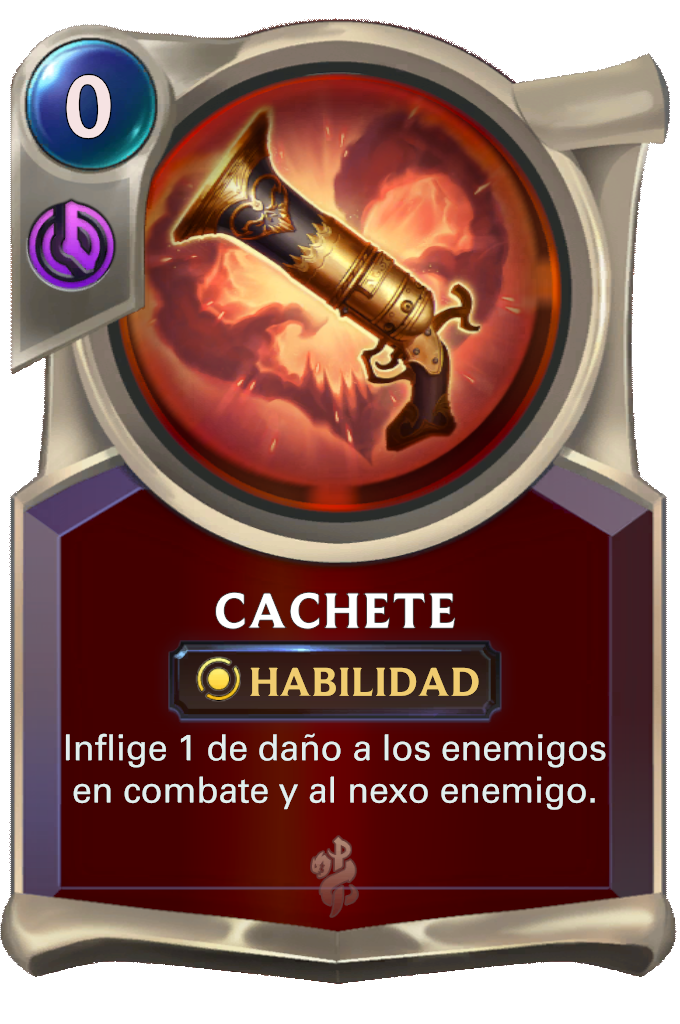 0
CACHETE
HABILIDAD
Inflige 1 de daño a los enemigos
en combate y al nexo enemigo.